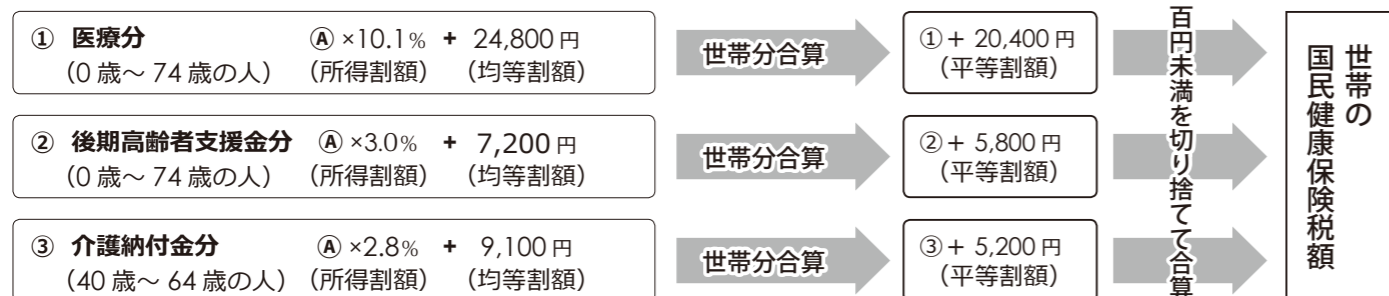 ① 医療分 Ⓐ ×10.1% + 24,800 円
（0 歳～ 74 歳の人） （所得割額） （均等割額）
世帯分合算
①+ 20,400 円
（平等割額）
② 後期高齢者支援金分 Ⓐ ×3.0% + 7,200 円
（0 歳～ 74 歳の人） （所得割額） （均等割額）
世帯分合算
②+ 5,800 円
（平等割額）
③ 介護納付金分 Ⓐ ×2.8% + 9,100 円
（40 歳～ 64 歳の人） （所得割額） （均等割額）
世帯分合算
③+ 5,200 円
（平等割額）
百円未満を切り捨てて合算
世帯の
国民健康保険税額